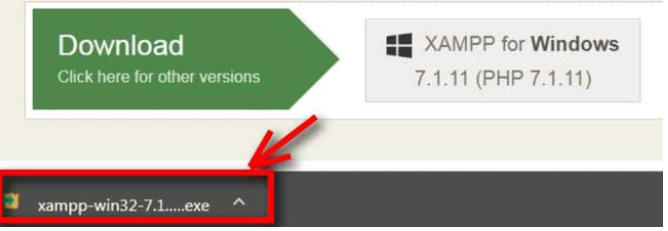 Download
Click here for other versions
XAMPP for Windows
7.1.11 (PHP 7.1.11)
xampp-win32-7.1.....exe